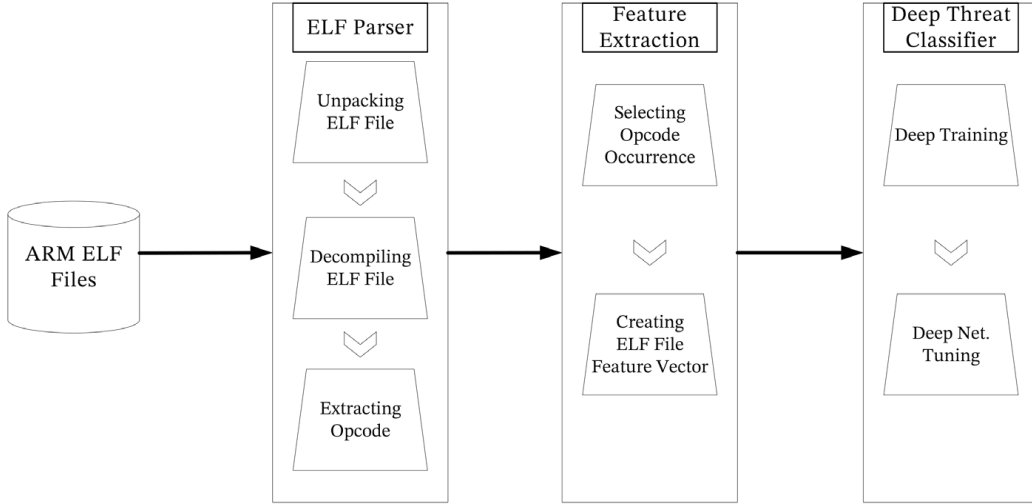 ARM ELF
Files
ELF Parser
Unpacking
ELF File
Decompiling
ELF File
Extracting
Opcode
Feature
Extraction
Selecting
Opcode
Occurrence
Creating
ELF File
Feature Vector
Deep Threat
Classifier
Deep Training
Deep Net.
Tuning